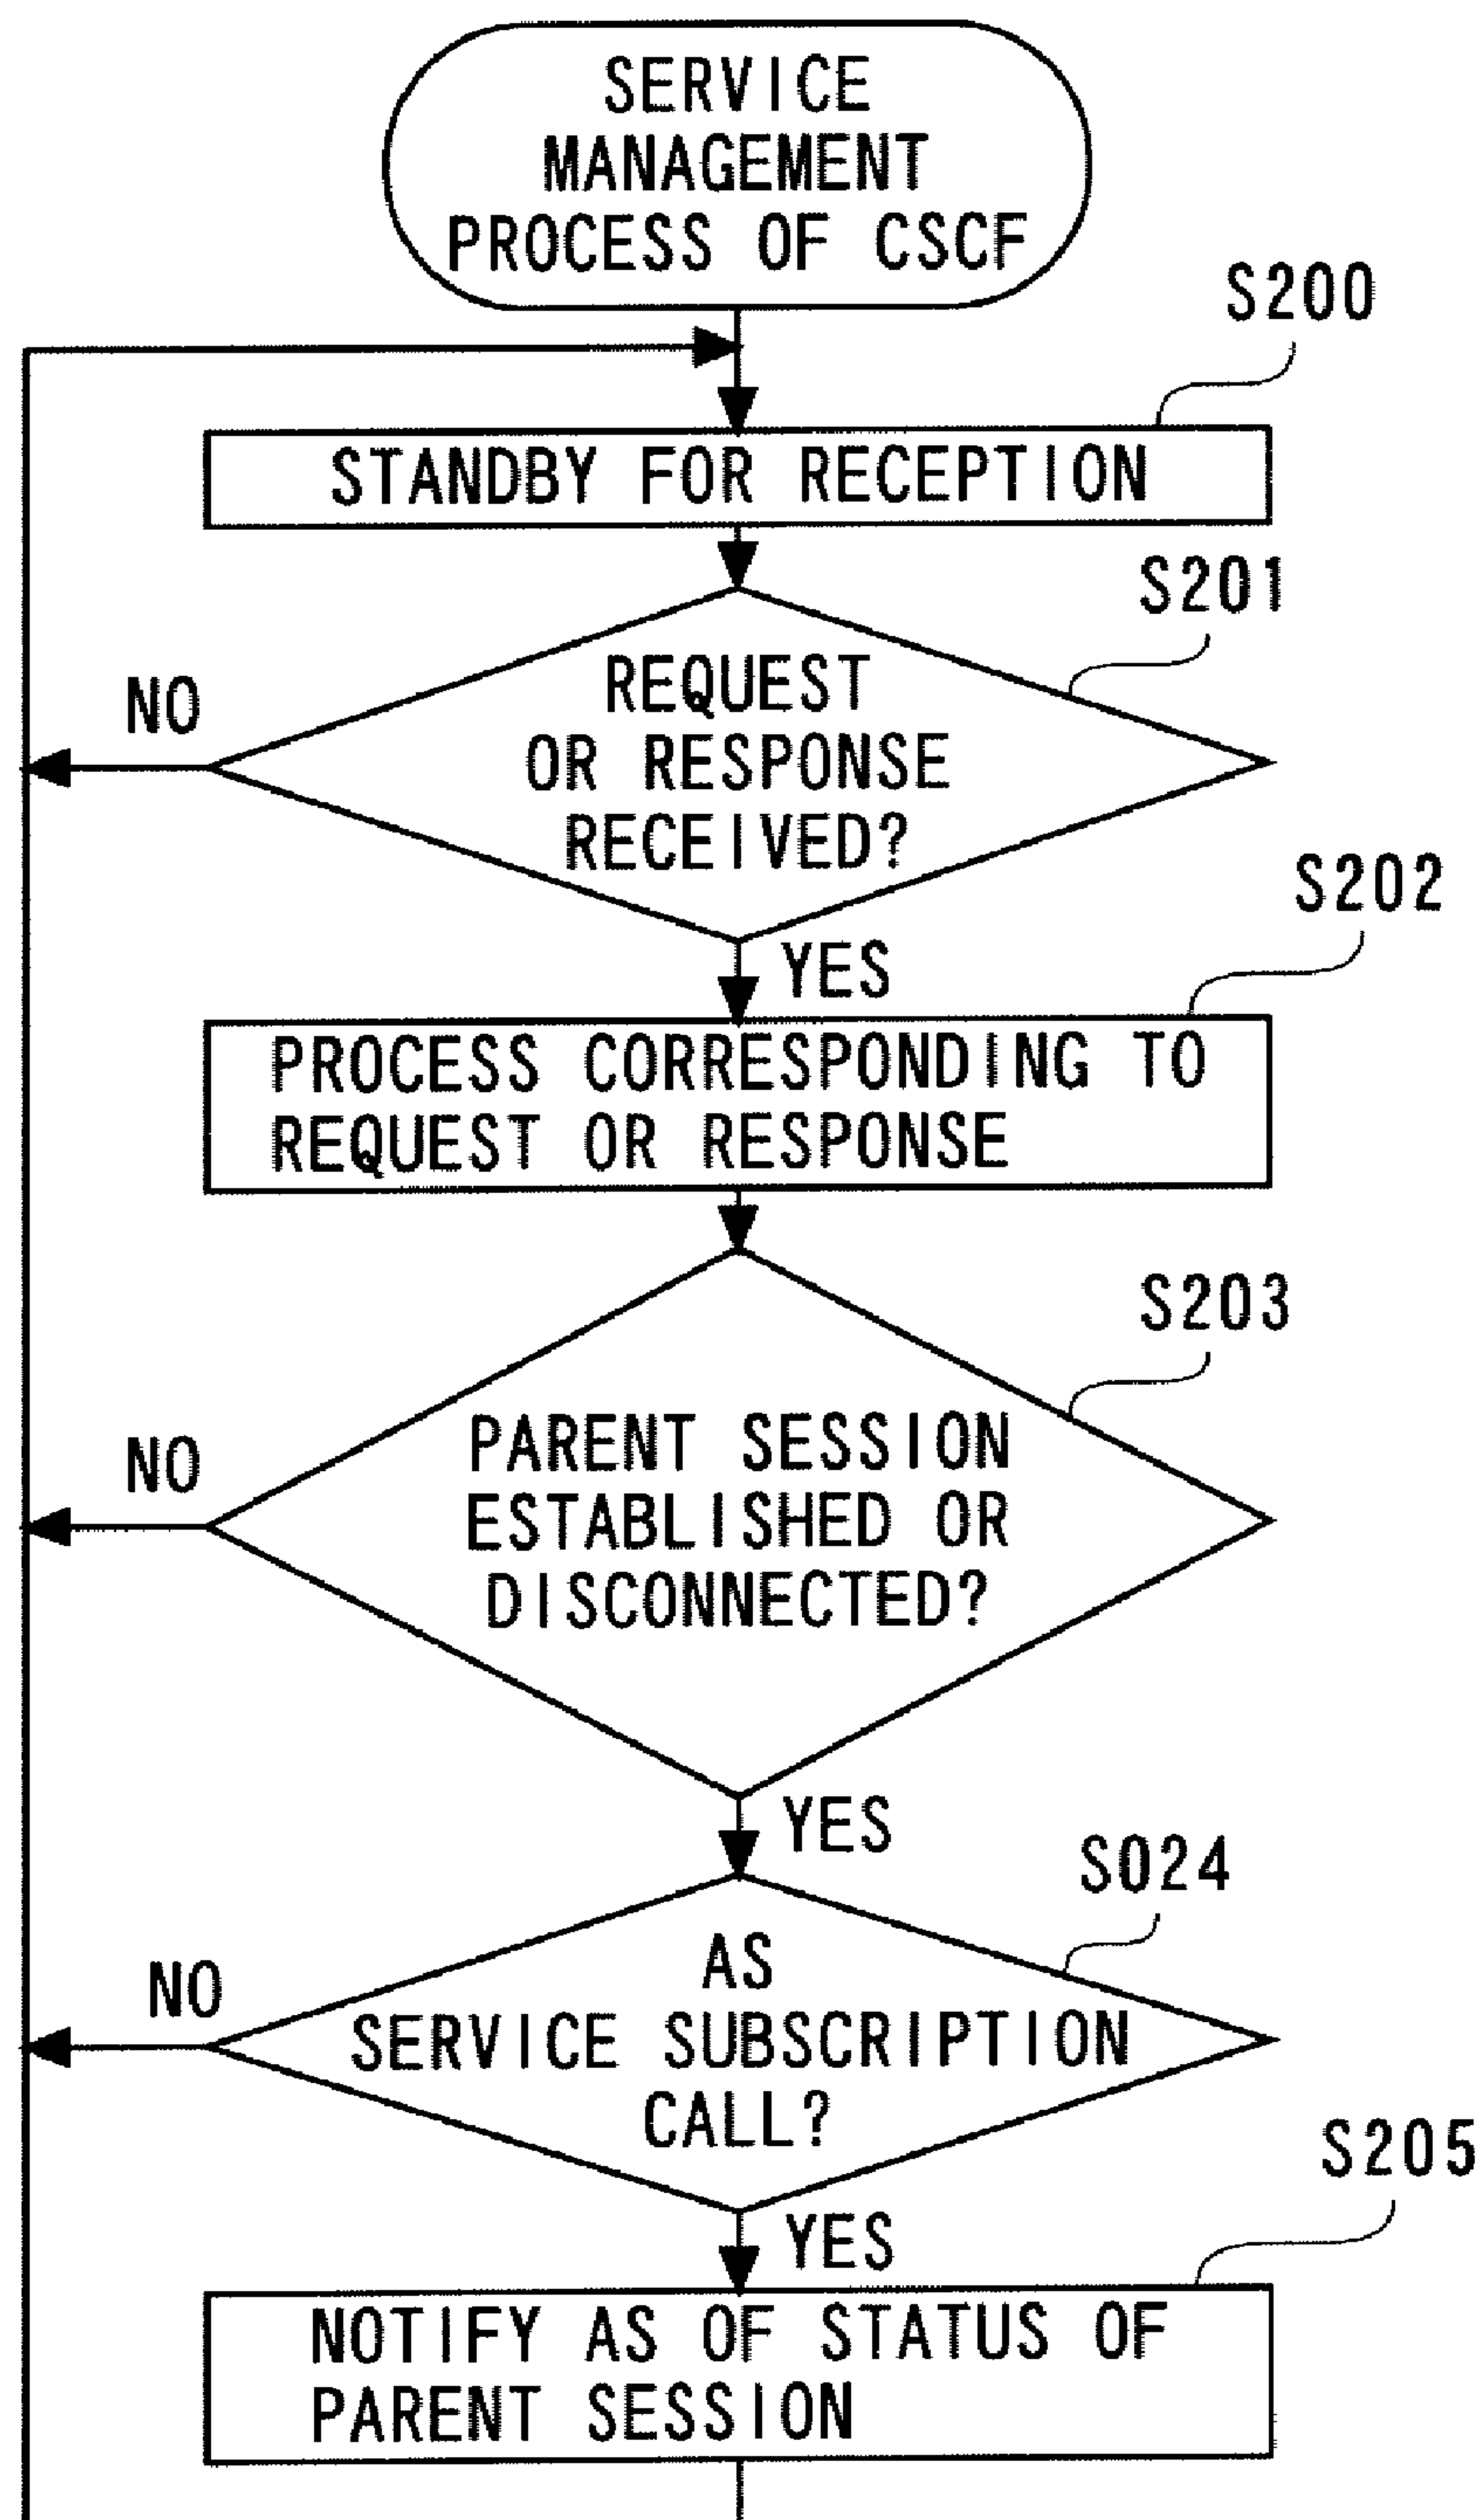 SERVICE
MANAGEMENT
PROCESS OF CSCF
S200
STANDBY FOR RECEPTION
S201
REQUEST
OR RESPONSE
RECEIVED?
NO
S202
YES
PROCESS CORRESPONDING TO
REQUEST OR RESPONSE
S203
PARENT SESSION
ESTABLISHED OR
DISCONNECTED?
NO
YES
S024
AS
SERVICE SUBSCRIPTION
CALL?
NO
S205
YES
NOTIFY AS OF STATUS OF
PARENT SESSION